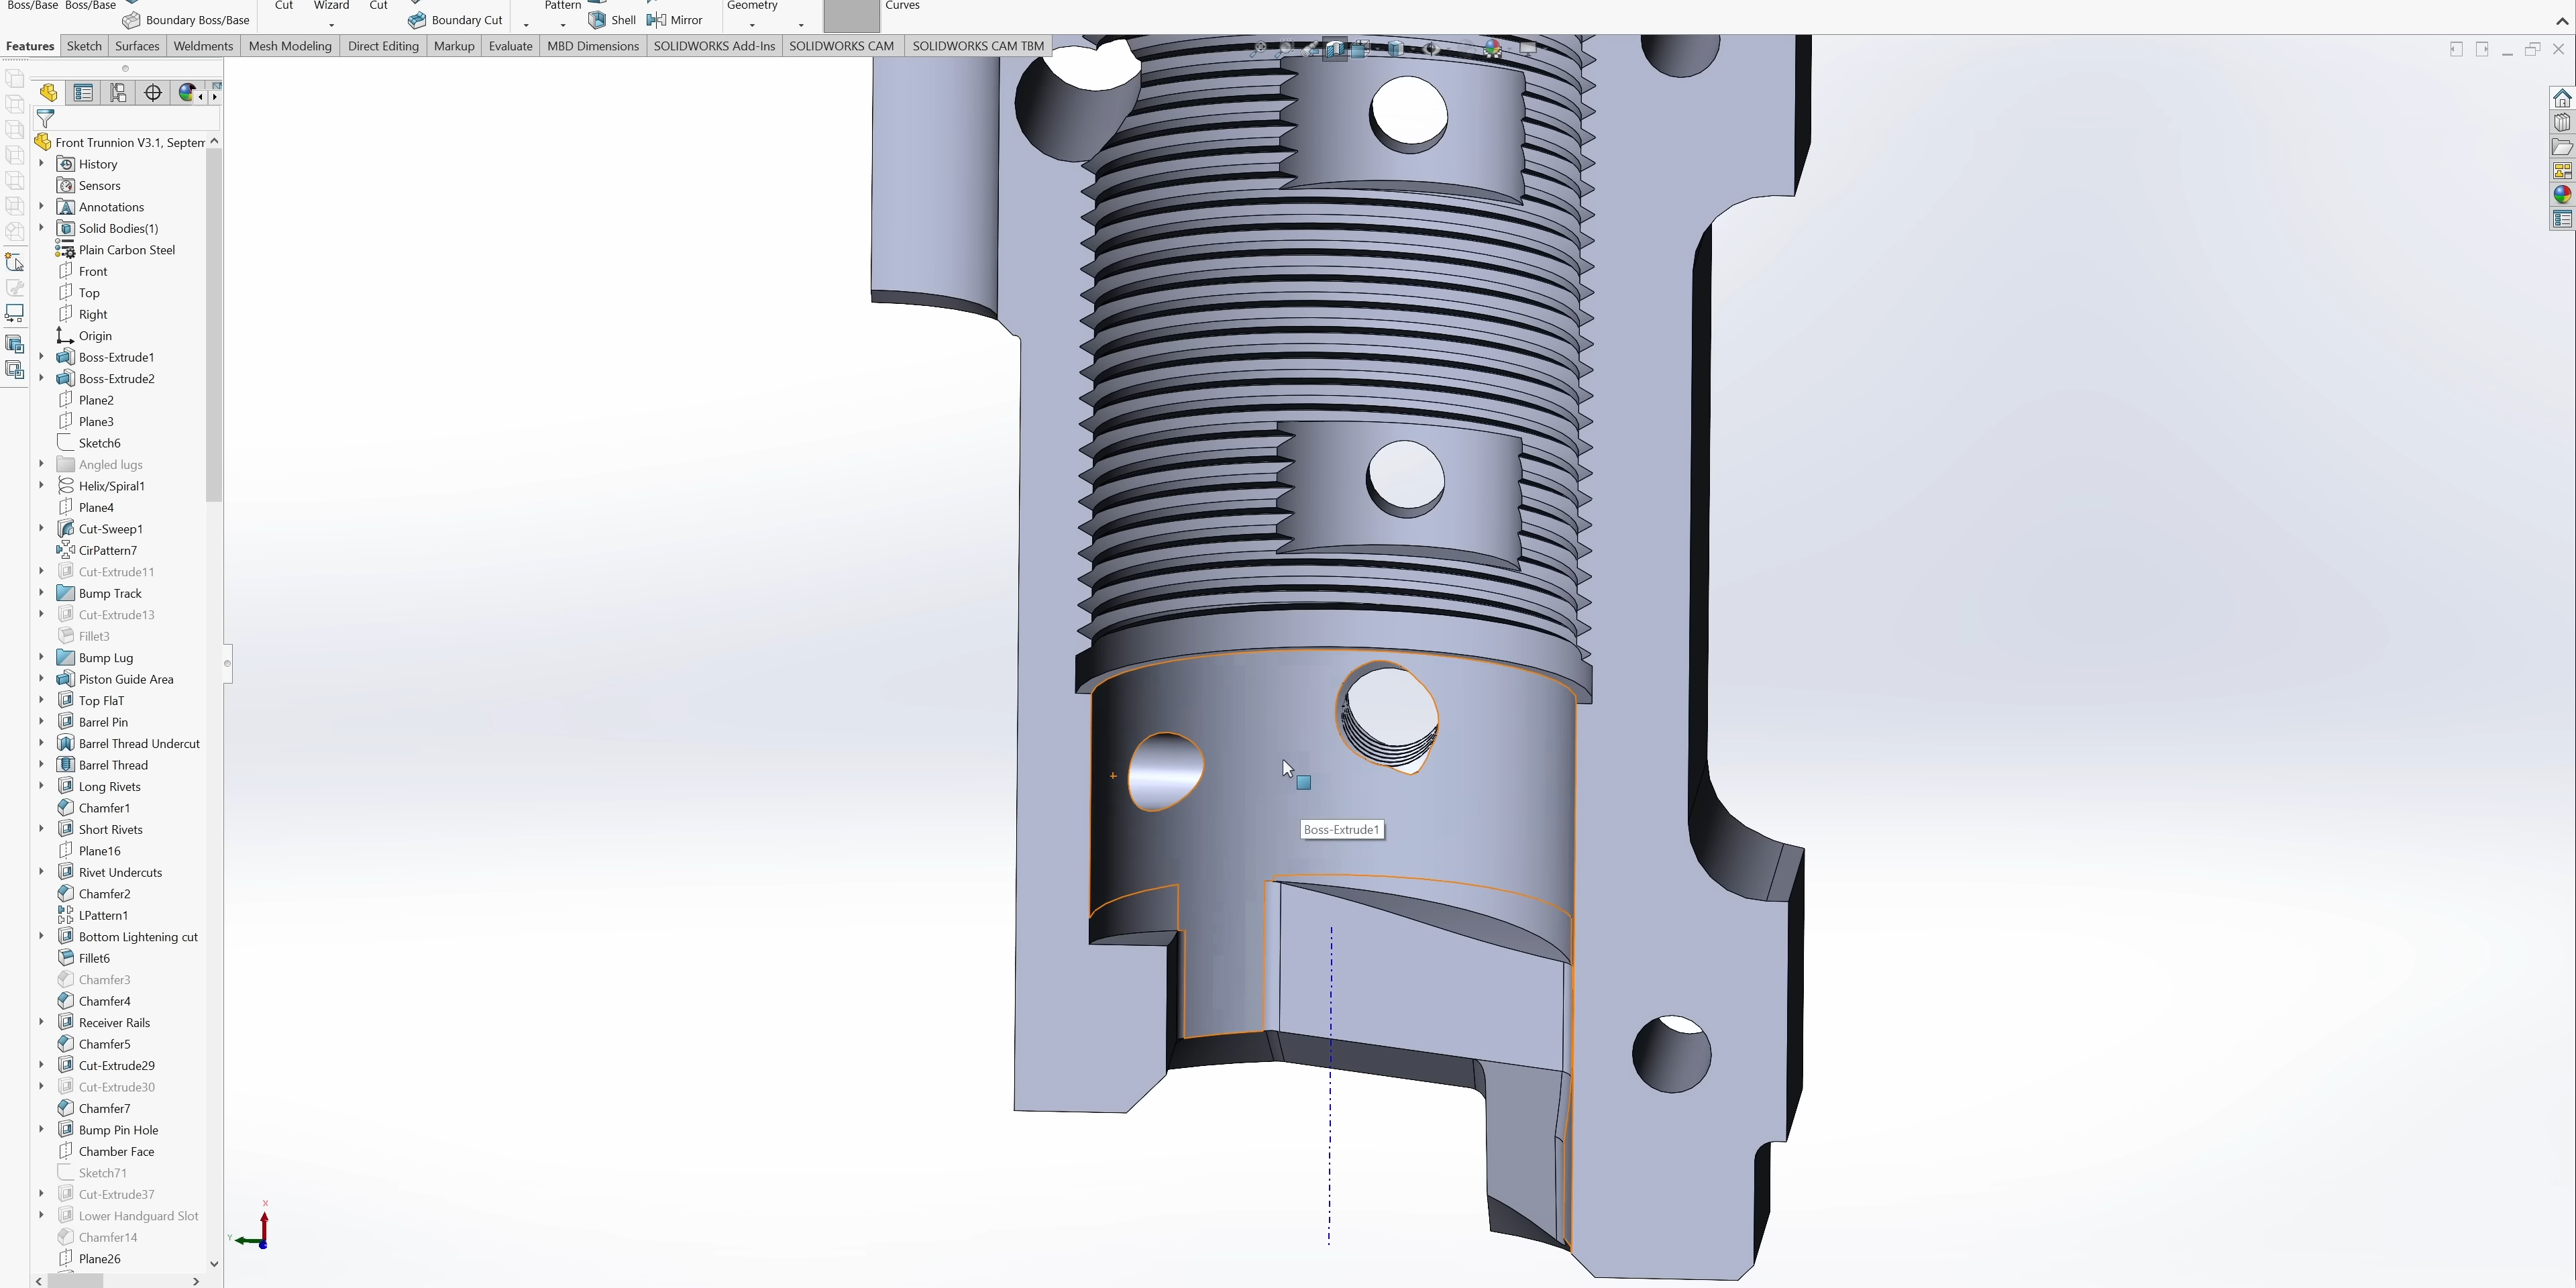 Boss/Base Boss/Base Cut Wizard Cut Pattern Geometry Curves
Boundary Boss/Base Boundary Cut Shell Mirror
Features Sketch Surfaces Weldments Mesh Modeling Direct Editing Markup Evaluate MBD Dimensions SOLIDWORKS Add-Ins SOLIDWORKS CAM SOLIDWORKS CAM TBM
Front Trunnion V3.1, Septem
History
Sensors
Annotations
Solid Bodies(1)
Plain Carbon Steel
Front
Top
Right
Origin
Boss-Extrude1
Boss-Extrude2
Plane2
Plane3
Sketch6
Angled lugs
Helix/Spiral1
Plane4
Cut-Sweep1
CirPattern7
Cut-Extrude11
Bump Track
Cut-Extrude13
Fillet3
Bump Lug
Piston Guide Area
Top FlaT
Barrel Pin
Barrel Thread Undercut
Barrel Thread
Long Rivets
Chamfer1
Short Rivets
Plane16
Rivet Undercuts
Chamfer2
LPattern1
Bottom Lightening cut
Fillet6
Chamfer3
Chamfer4
Receiver Rails
Chamfer5
Cut-Extrude29
Cut-Extrude30
Chamfer7
Bump Pin Hole
Chamber Face
Sketch71
Cut-Extrude37
Lower Handguard Slot
Chamfer14
Plane26
Boss-Extrude1
X
Y